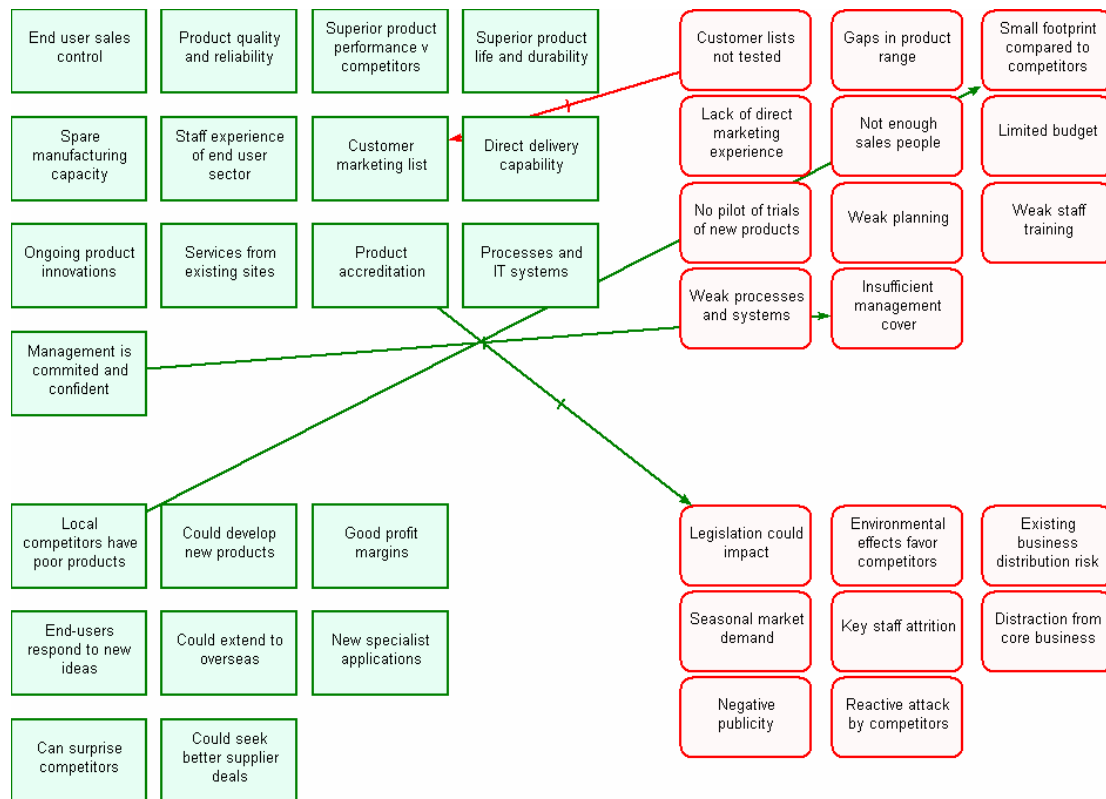 End user sales
control
Product quality
and reliability
Superior product
performance v
competitors
Superior product
life and durability
Customer lists
not tested
Gaps in product
range
Small footprint
compared to
competitors
Spare
manufacturing
capacity
Staff experience
of end user
sector
Customer
marketing list
Direct delivery
capability
Lack of direct
marketing
experience
Not enough
sales people
Limited budget
Ongoing product
innovations
Services from
existing sites
Product
accreditation
Processes and
IT systems
No pilot of trials
of new products
Weak planning
Weak staff
training
Management is
commited and
confident
Weak processes
and systems
Insufficient
management
cover
Local
competitors have
poor products
Could develop
new products
Good profit
margins
Legislation could
impact
Environmental
effects favor
competitors
Existing
business
distribution risk
End-users
respond to new
ideas
Could extend to
overseas
New specialist
applications
Seasonal market
demand
Key staff attrition
Distraction from
core business
Can surprise
competitors
Could seek
better supplier
deals
Negative
publicity
Reactive attack
by competitors